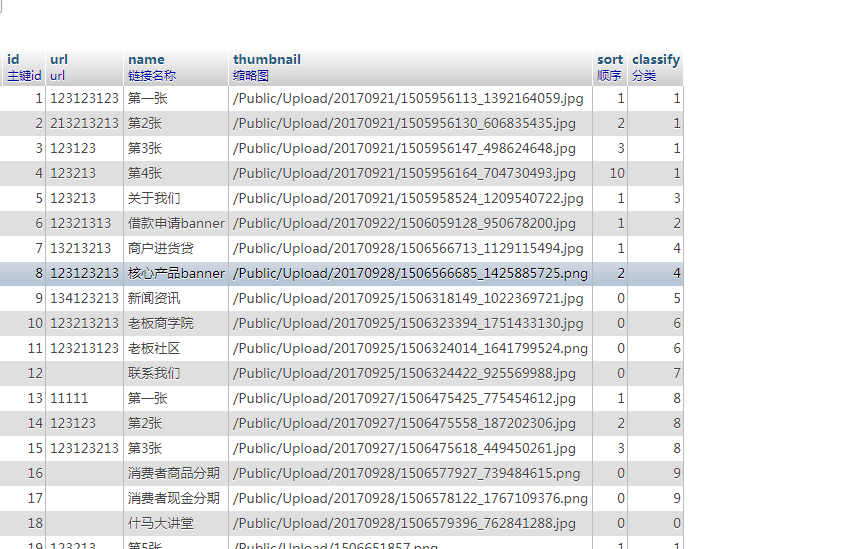 id url name thumbnail sort classify
主键id url 链接名称 缩略图 顺序 分类
1 123123123 第一张 /Public/Upload/20170921/1505956113_1392164059.jpg 1 1
2 213213213 第2张 /Public/Upload/20170921/1505956130_606835435.jpg 2 1
3 123123 第3张 /Public/Upload/20170921/1505956147_498624648.jpg 3 1
4 123213 第4张 /Public/Upload/20170921/1505956164_704730493.jpg 10 1
5 123213 关于我们 /Public/Upload/20170921/1505958524_1209540722.jpg 1 3
6 12321313 借款申请banner /Public/Upload/20170922/1506059128_950678200.jpg 1 2
7 13213213 商户进货贷 /Public/Upload/20170928/1506566713_1129115494.jpg 1 4
8 123123213 核心产品banner /Public/Upload/20170928/1506566685_1425885725.png 2 4
9 134123213 新闻资讯 /Public/Upload/20170925/1506318149_1022369721.jpg 0 5
10 123213213 老板商学院 /Public/Upload/20170925/1506323394_1751433130.jpg 0 6
11 123213123 老板社区 /Public/Upload/20170925/1506324014_1641799524.png 0 6
12 联系我们 /Public/Upload/20170925/1506324422_925569988.jpg 0 7
13 11111 第一张 /Public/Upload/20170927/1506475425_775454612.jpg 1 8
14 123123 第2张 /Public/Upload/20170927/1506475558_187202306.jpg 2 8
15 123123213 第3张 /Public/Upload/20170927/1506475618_449450261.jpg 3 8
16 消费者商品分期 /Public/Upload/20170928/1506577927_739484615.png 0 9
17 消费者现金分期 /Public/Upload/20170928/1506578122_1767109376.png 0 9
18 什马大讲堂 /Public/Upload/20170928/1506579396_762841288.jpg 0 0
19 123213 第5张 /Public/Upload/1506651857.png 1 1